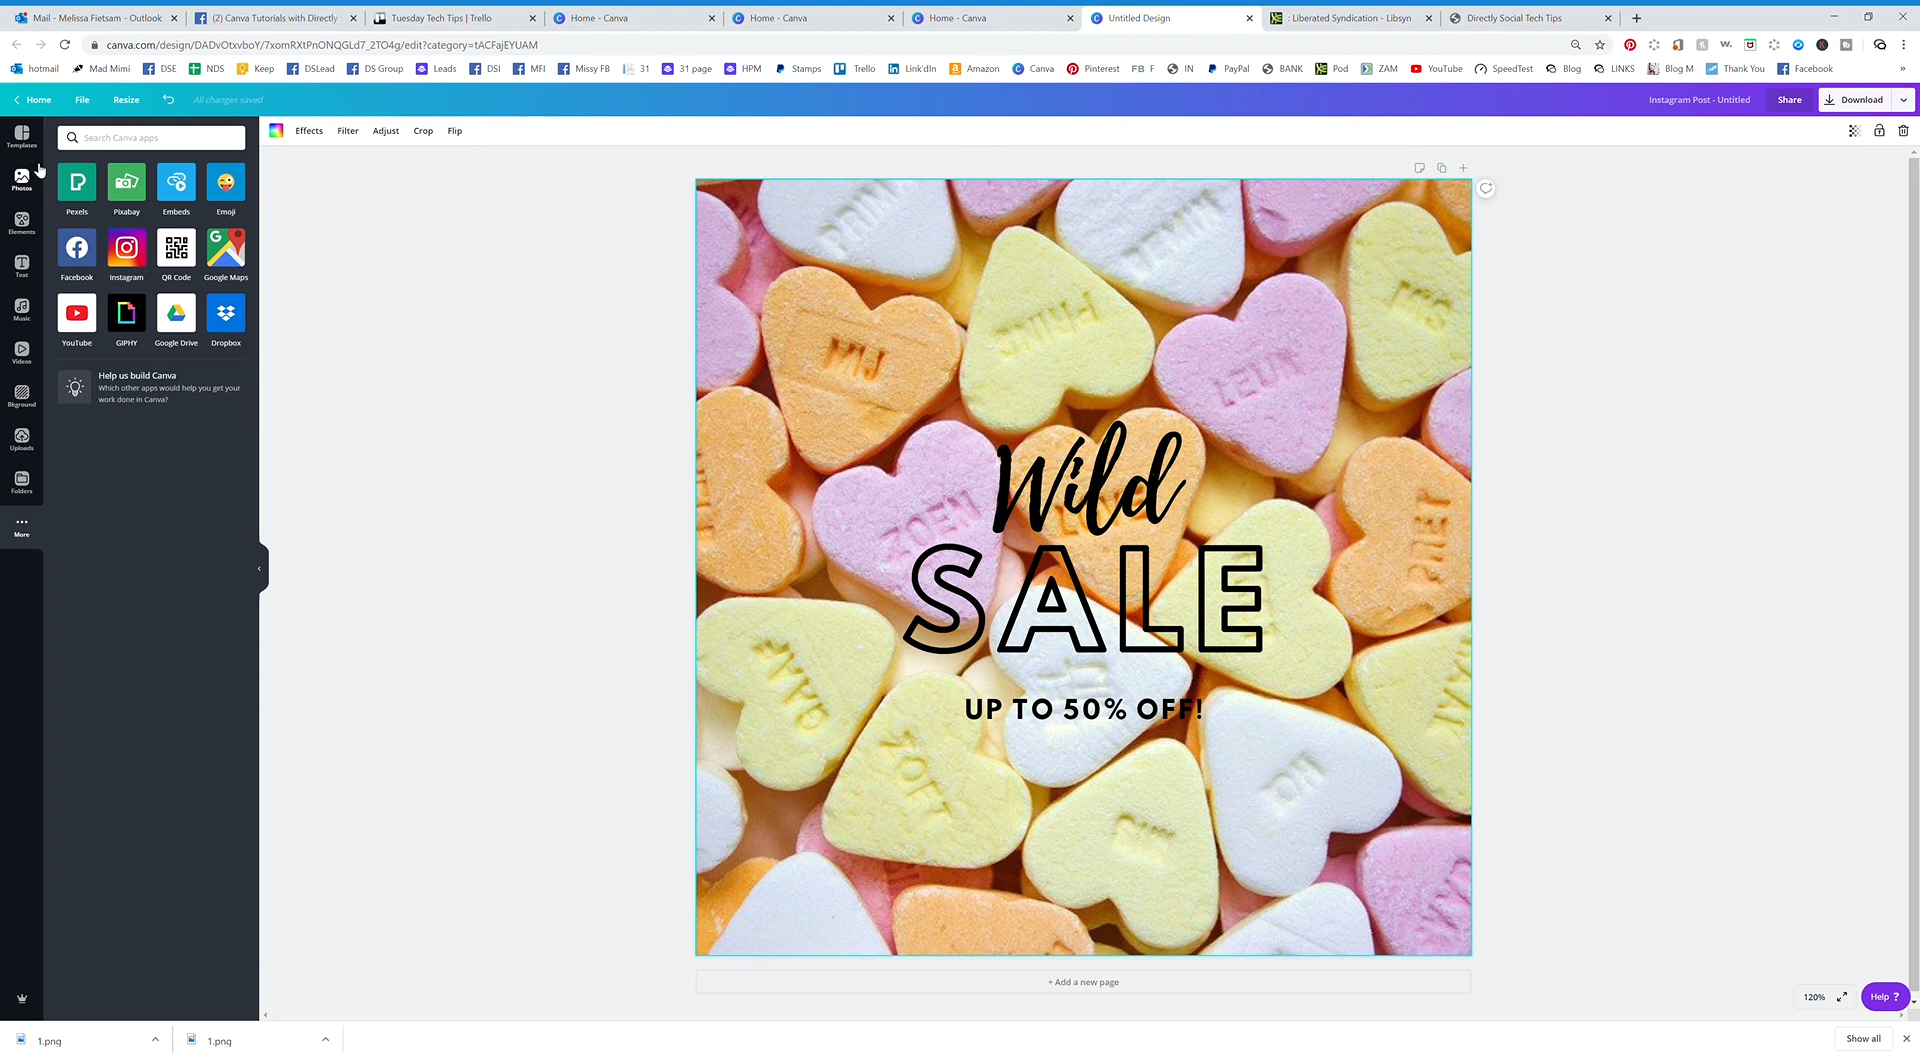 Mail - Melissa Fietsam - Outlook
(2) Canva Tutorials with Directly
Tuesday Tech Tips | Trello
Home - Canva
Home - Canva
Home - Canva
Untitled Design
: Liberated Syndication - Libsyn
Directly Social Tech Tips
canva.com/design/DADvOtxvboY/7xomRXtPnONQGLd7_2TO4g/edit?category=tACFajEYUAM
hotmail
Mad Mimi
DSE
NDS
Keep
DSLead
DS Group
Leads
DSI
MFI
Missy FB
31
31 page
HPM
Stamps
Trello
Link'dIn
Amazon
Canva
Pinterest
FB F
IN
PayPal
BANK
Pod
ZAM
YouTube
SpeedTest
Blog
LINKS
Blog M
Thank You
Facebook
Home
File
Resize
All changes saved
Instagram Post - Untitled
Share
Download
Templates
Photos
Elements
Text
Music
Videos
Bkground
Uploads
Folders
More
Search Canva apps
Pexels
Pixabay
Embeds
Emoji
Facebook
Instagram
QR Code
Google Maps
YouTube
GIPHY
Google Drive
Dropbox
Help us build Canva
Which other apps would help you get your
work done in Canva?
Effects
Filter
Adjust
Crop
Flip
MIJ
ZOEN
Wild
SALE
UP TO 50% OFF!
+ Add a new page
120%
Help ?
1.png
1.png
Show all